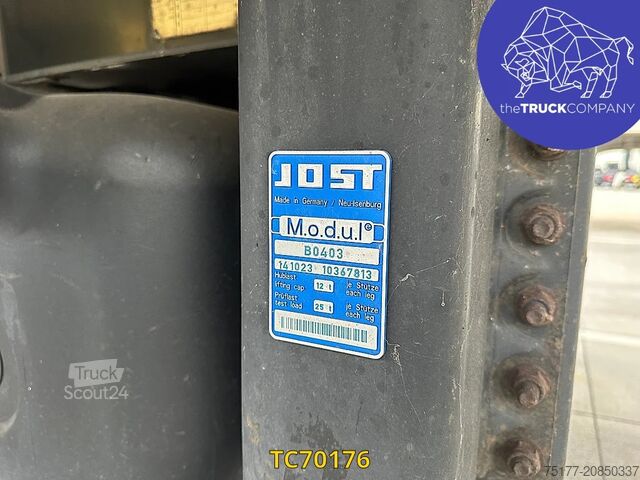 theTRUCKCOMPANY
JOST
Made in Germany / Neu-Isenburg
M.o.d.u.l
B0403
141023 10367813
Hublast
lifting cap. 12 t je Stütze
each leg
Prüflast
test load 25 t je Stütze
each leg
Truck
Scout24
TC70176
75177-20850337